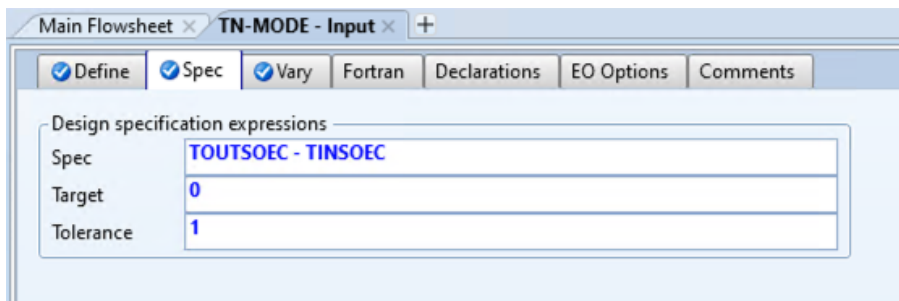 Main Flowsheet × TN-MODE - Input × +
Define Spec Vary Fortran Declarations EO Options Comments
Design specification expressions
Spec TOUTSOEC - TINSOEC
Target 0
Tolerance 1